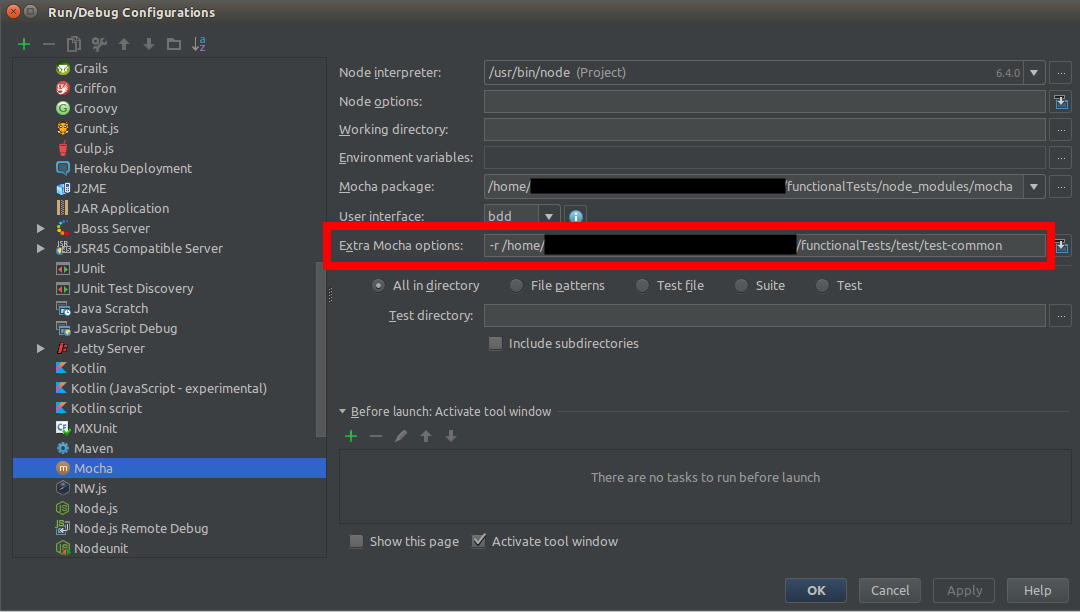 Run/Debug Configurations
Grails
Griffon
Groovy
Grunt.js
Gulp.js
Heroku Deployment
J2ME
JAR Application
JBoss Server
JSR45 Compatible Server
JUnit
JUnit Test Discovery
Java Scratch
JavaScript Debug
Jetty Server
Kotlin
Kotlin (JavaScript - experimental)
Kotlin script
MXUnit
Maven
Mocha
NW.js
Node.js
Node.js Remote Debug
Nodeunit
Node interpreter: /usr/bin/node (Project) 6.4.0 ...
Node options:
Working directory: ...
Environment variables: ...
Mocha package: /home/ /functionalTests/node_modules/mocha ...
User interface: bdd
Extra Mocha options: -r /home/ /functionalTests/test/test-common
All in directory File patterns Test file Suite Test
Test directory: ...
Include subdirectories
Before launch: Activate tool window
There are no tasks to run before launch
Show this page Activate tool window
OK Cancel Apply Help